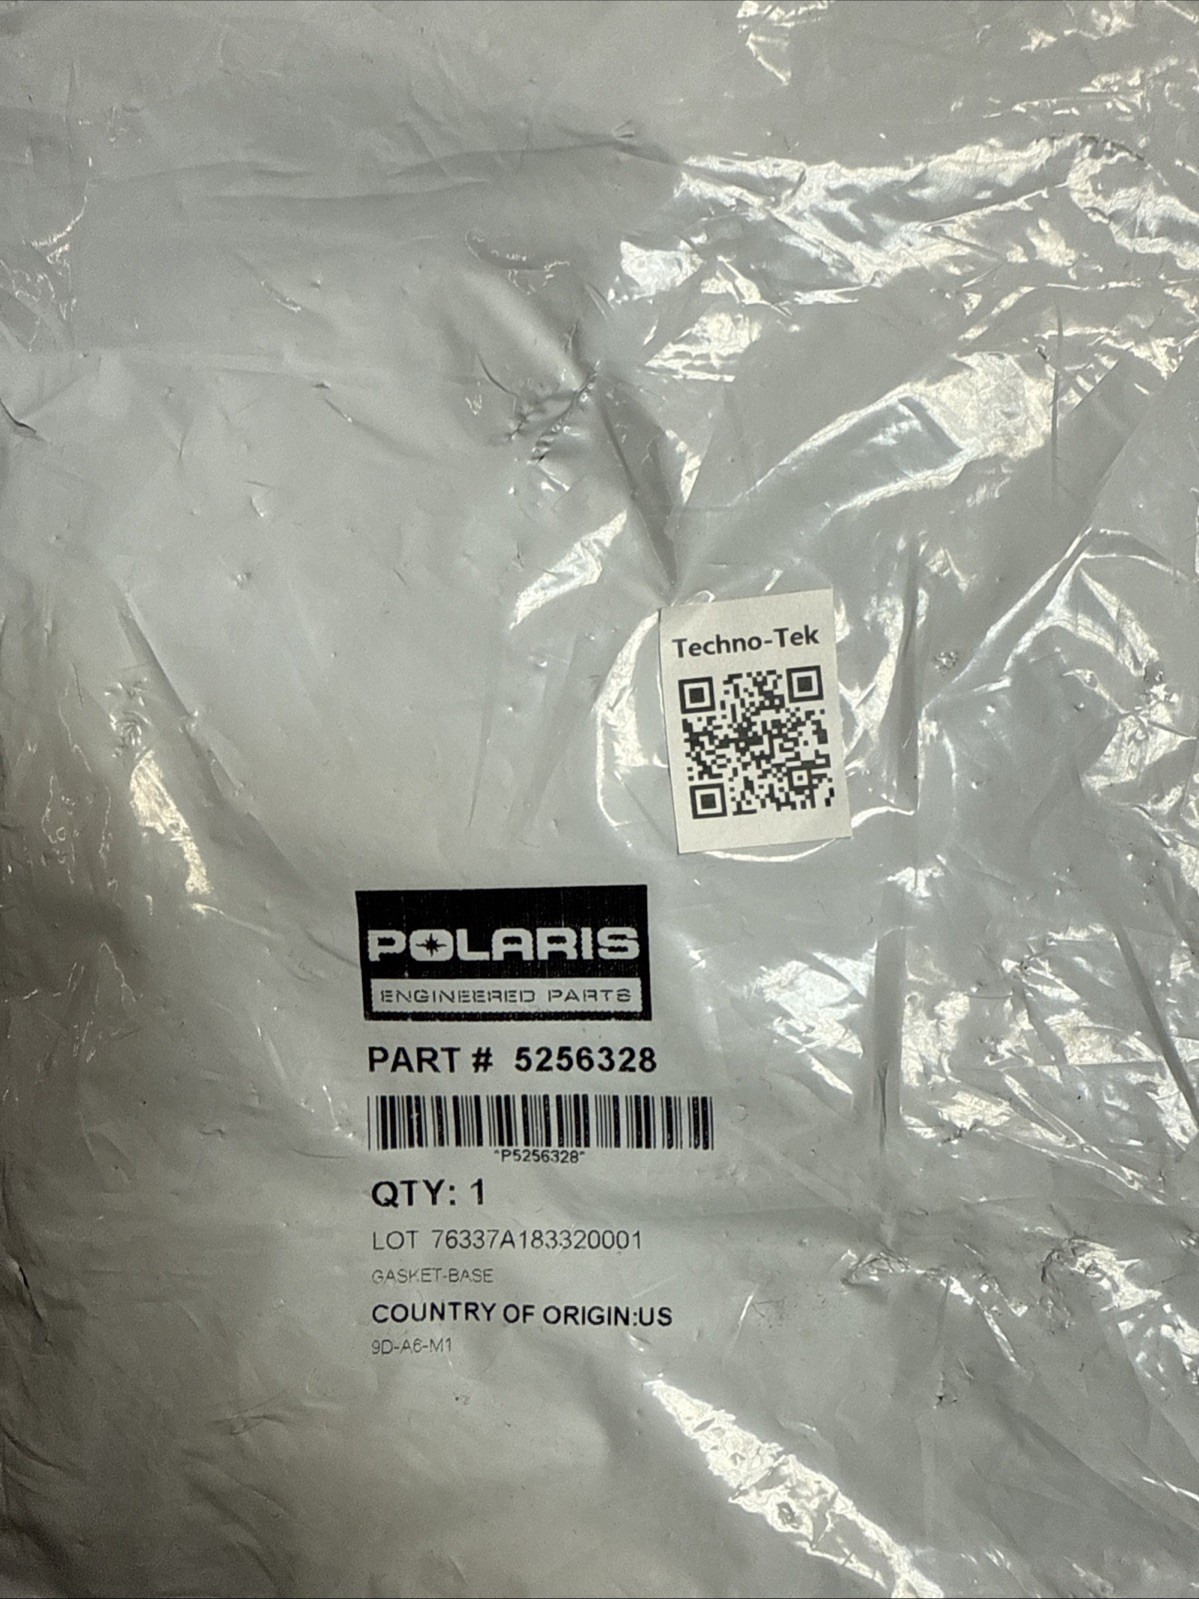 Techno-Tek
POLARIS
ENGINEERED PARTS
PART # 5256328
*P5256328*
QTY: 1
LOT 76337A183320001
GASKET-BASE
COUNTRY OF ORIGIN:US
9D-A6-M1